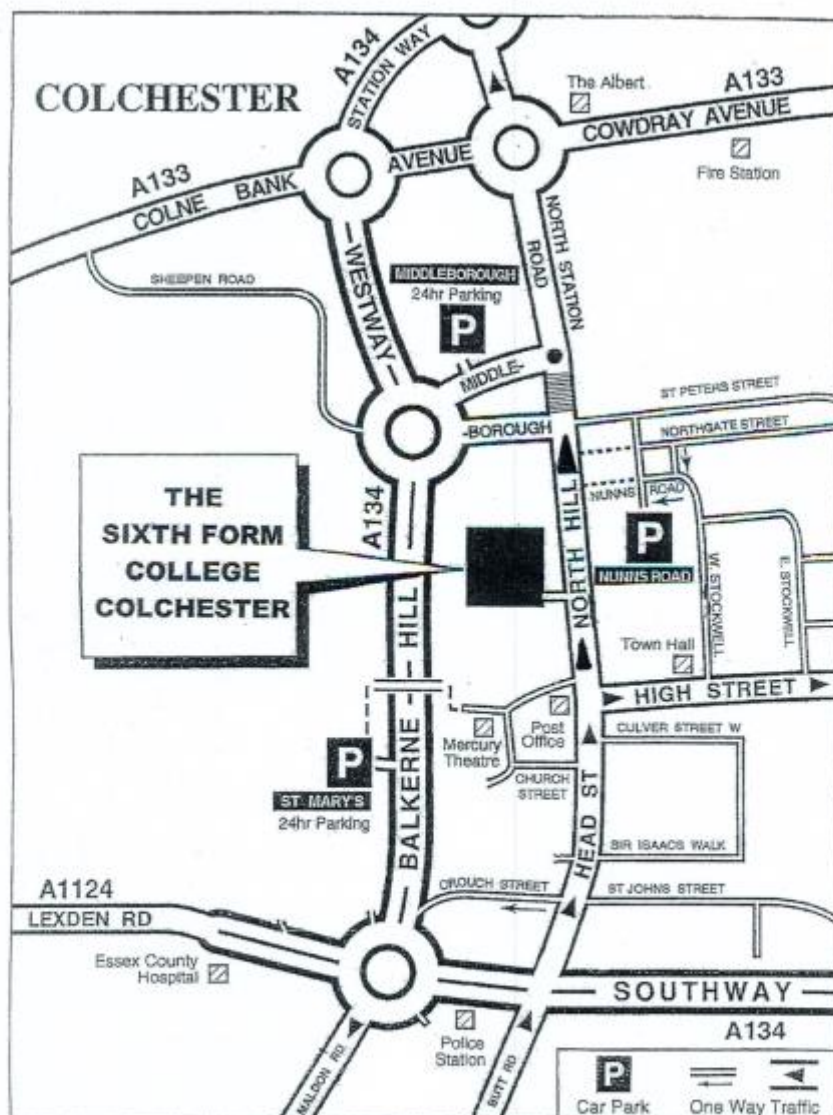 COLCHESTER
A134
STATION WAY
The Albert
A133
COWDRAY AVENUE
Fire Station
A133
COLNE BANK
AVENUE
SHEEPEN ROAD
WESTWAY
MIDDLEBOROUGH
24hr Parking
P
NORTH STATION
ROAD
MIDDLE-
-BOROUGH
ST PETERS STREET
NORTHGATE STREET
NUNNS ROAD
P
NUNNS ROAD
THE
SIXTH FORM
COLLEGE
COLCHESTER
A134
NORTH HILL
W. STOCKWELL
E. STOCKWELL
Town Hall
HIGH STREET
BALKERNE HILL
Mercury
Theatre
Post
Office
CULVER STREET W
CHURCH
STREET
P
ST MARY'S
24hr Parking
HEAD ST
SIR ISAACS WALK
A1124
LEXDEN RD
CROUCH STREET
ST JOHNS STREET
Essex County
Hospital
SOUTHWAY
A134
Police
Station
MALDON RD
BUTT RD
P
Car Park
One Way Traffic